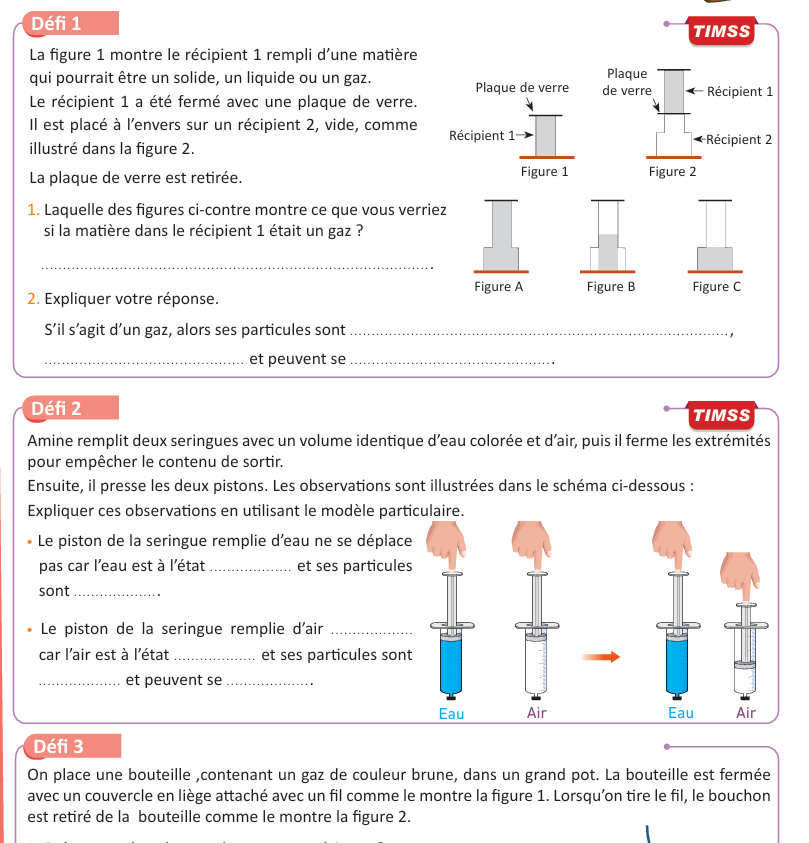 Défi 1
TIMSS
La figure 1 montre le récipient 1 rempli d'une matière
qui pourrait être un solide, un liquide ou un gaz.
Le récipient 1 a été fermé avec une plaque de verre.
Il est placé à l'envers sur un récipient 2, vide, comme
illustré dans la figure 2.
La plaque de verre est retirée.
Plaque de verre
Récipient 1
Figure 1
Plaque
de verre
Récipient 1
Récipient 2
Figure 2
1. Laquelle des figures ci-contre montre ce que vous verriez
si la matière dans le récipient 1 était un gaz ?
.................................................................................... .
Figure A
Figure B
Figure C
2. Expliquer votre réponse.
S'il s'agit d'un gaz, alors ses particules sont .................................................................................... ,
............................................ et peuvent se ............................................ .
Défi 2
TIMSS
Amine remplit deux seringues avec un volume identique d'eau colorée et d'air, puis il ferme les extrémités
pour empêcher le contenu de sortir.
Ensuite, il presse les deux pistons. Les observations sont illustrées dans le schéma ci-dessous :
Expliquer ces observations en utilisant le modèle particulaire.
• Le piston de la seringue remplie d'eau ne se déplace
pas car l'eau est à l'état ................... et ses particules
sont ................... .
• Le piston de la seringue remplie d'air ...................
car l'air est à l'état ................... et ses particules sont
................... et peuvent se ................... .
Eau
Air
Eau
Air
Défi 3
On place une bouteille ,contenant un gaz de couleur brune, dans un grand pot. La bouteille est fermée
avec un couvercle en liège attaché avec un fil comme le montre la figure 1. Lorsqu'on tire le fil, le bouchon
est retiré de la bouteille comme le montre la figure 2.